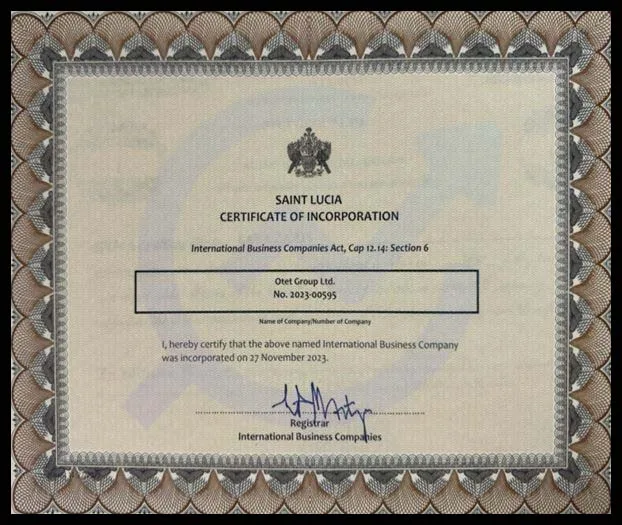 SAINT LUCIA
CERTIFICATE OF INCORPORATION
International Business Companies Act, Cap 12.14: Section 6
Otet Group Ltd.
No. 2023-00595
Name of Company/Number of Company
I, hereby certify that the above named International Business Company
was incorporated on 27 November 2023.
Registrar
International Business Companies